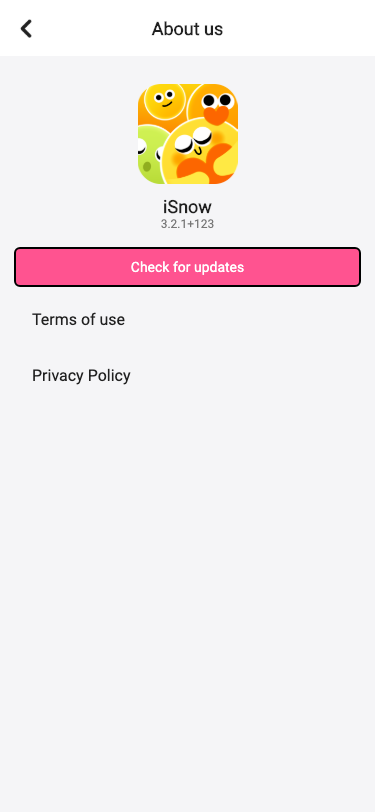 About us
iSnow
3.2.1+123
Check for updates
Terms of use
Privacy Policy